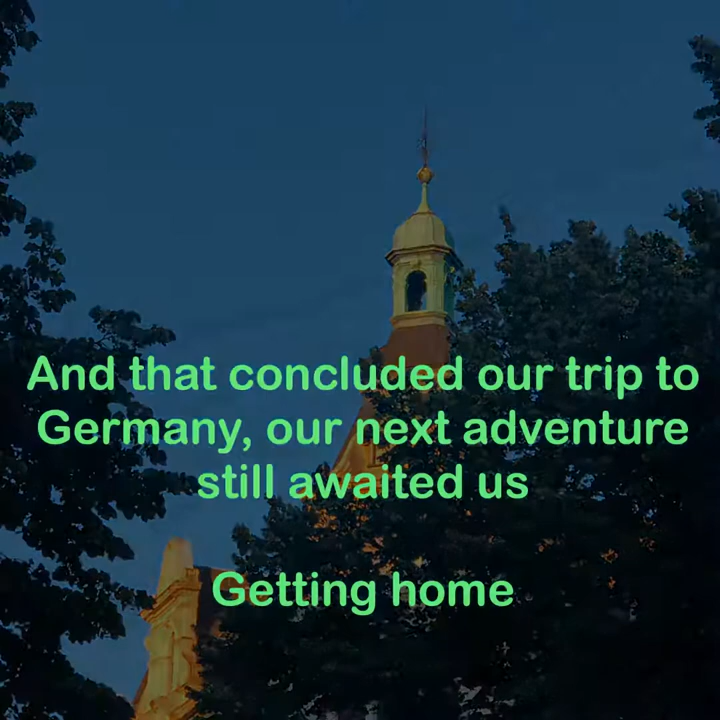 And that concluded our trip to
Germany, our next adventure
still awaited us
Getting home